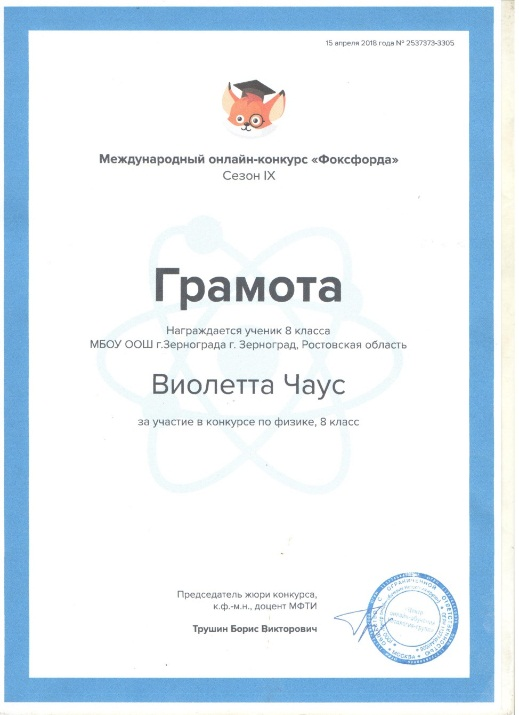 15 апреля 2018 года № 2537373-3305
Международный онлайн-конкурс «Фоксфорда»
Сезон IX
Грамота
Награждается ученик 8 класса
МБОУ ООШ г.Зернограда г. Зерноград, Ростовская область
Виолетта Чаус
за участие в конкурсе по физике, 8 класс
Председатель жюри конкурса,
к.ф.-м.н., доцент МФТИ
Трушин Борис Викторович
МОСКВА